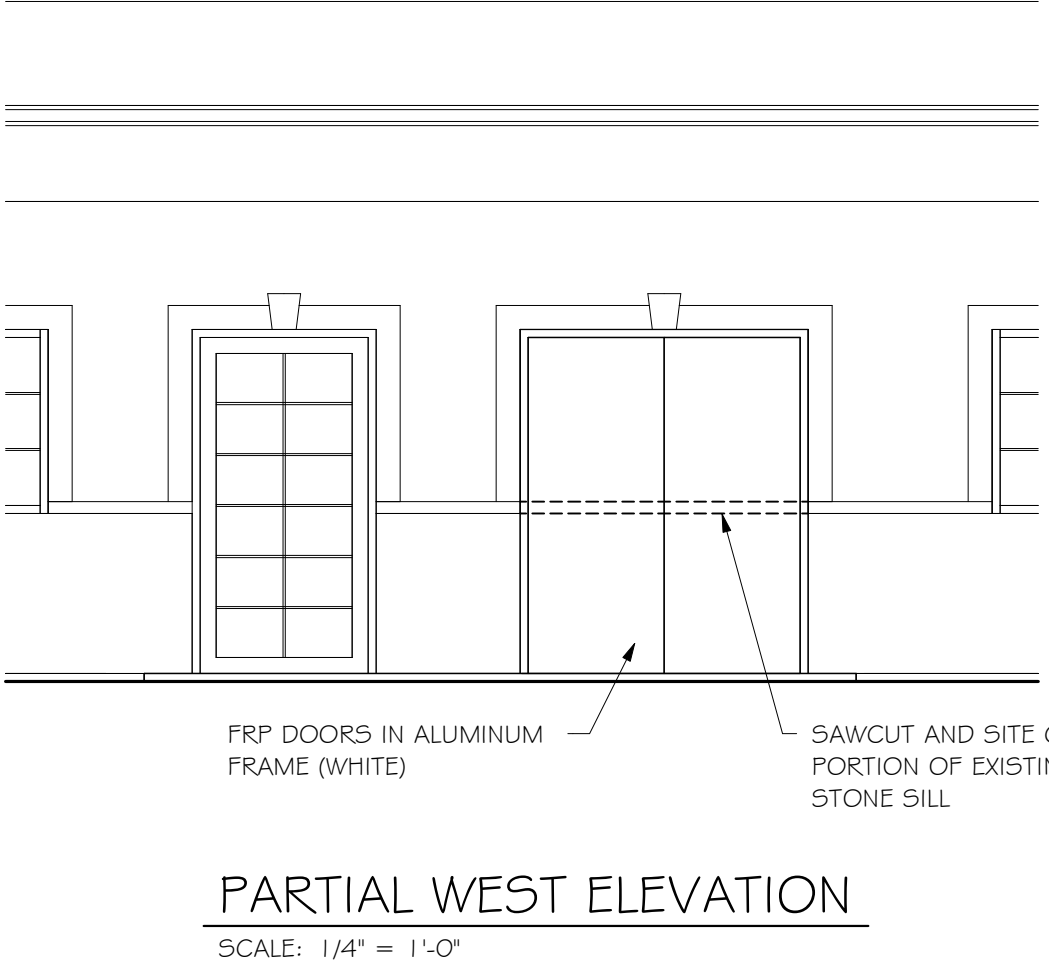 FRP DOORS IN ALUMINUM
FRAME (WHITE)
SAWCUT AND SITE
PORTION OF
STONE SILL
PARTIAL WEST ELEVATION
SCALE: 1/4" = 1'-0"